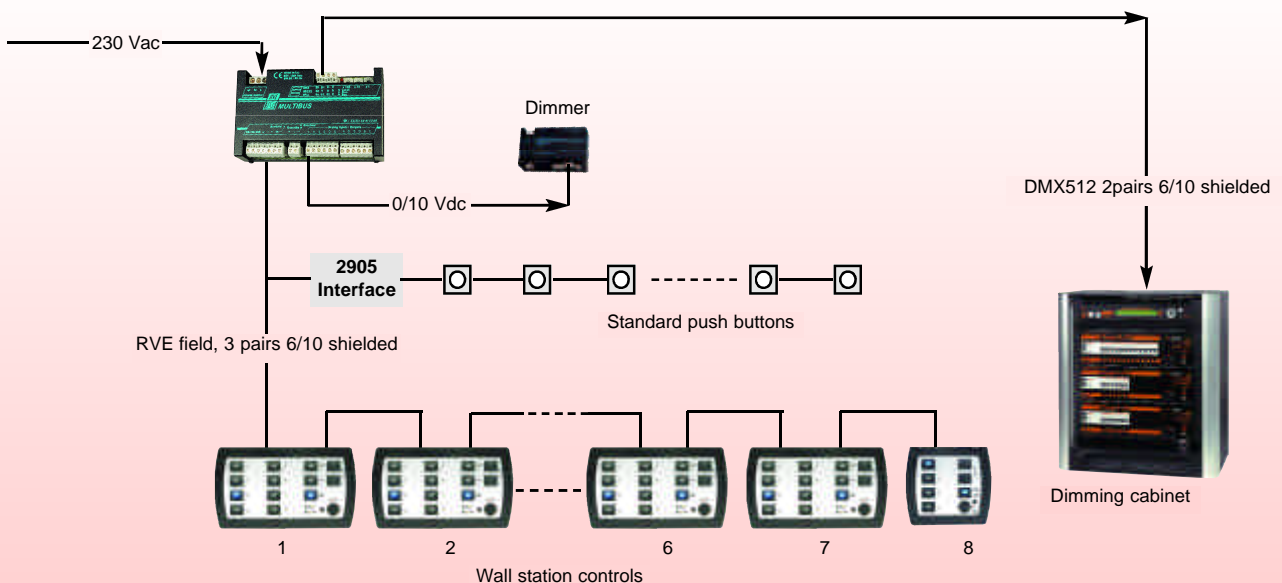 230 Vac
MULTIBUS
Dimmer
0/10 Vdc
DMX512 2pairs 6/10 shielded
2905
Interface
Standard push buttons
RVE field, 3 pairs 6/10 shielded
Dimming cabinet
1
2
6
7
8
Wall station controls